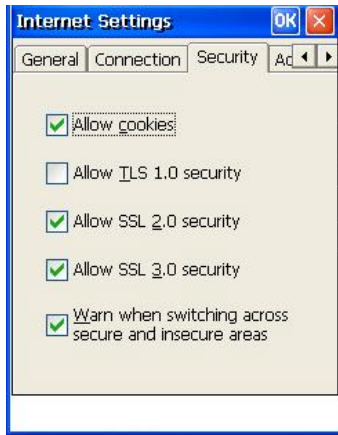 Internet Settings OK
General Connection Security Ac
Allow cookies
Allow TLS 1.0 security
Allow SSL 2.0 security
Allow SSL 3.0 security
Warn when switching across
secure and insecure areas